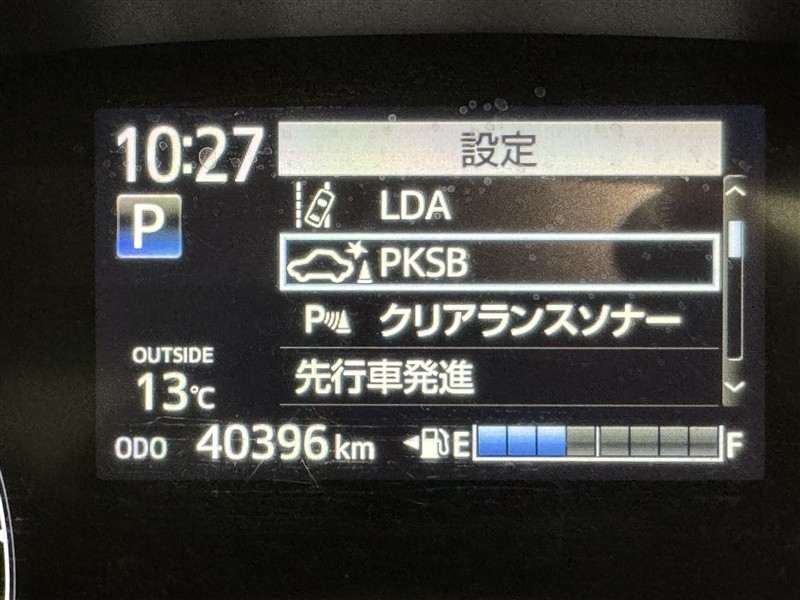 10:27
設定
P
LDA
PKSB
P クリアランスソナー
先行車発進
OUTSIDE
13℃
ODO 40396 km
E F